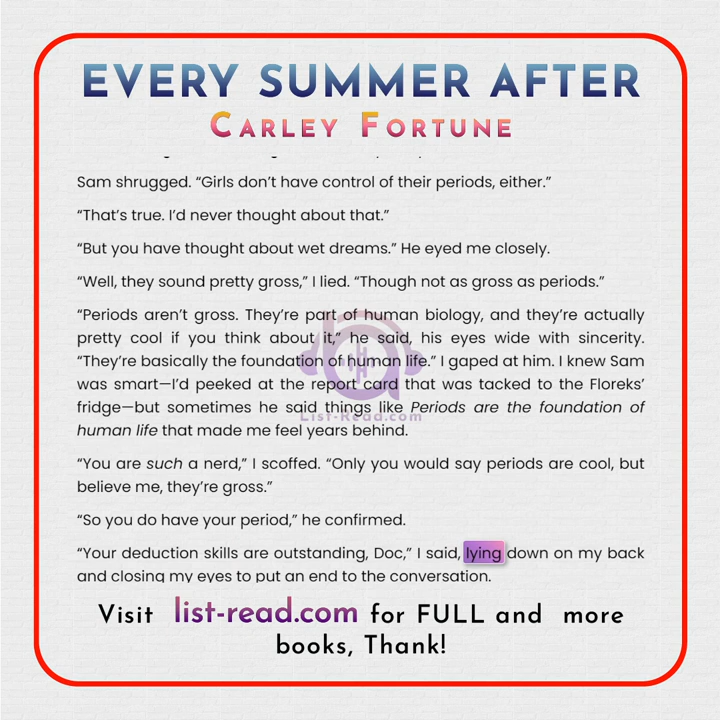 EVERY SUMMER AFTER
CARLEY FORTUNE
Sam shrugged. “Girls don’t have control of their periods, either.”
“That’s true. I’d never thought about that.”
“But you have thought about wet dreams.” He eyed me closely.
“Well, they sound pretty gross,” I lied. “Though not as gross as periods.”
“Periods aren’t gross. They’re part of human biology, and they’re actually
pretty cool if you think about it,” he said, his eyes wide with sincerity.
“They’re basically the foundation of human life.” I gaped at him. I knew Sam
was smart—I’d peeked at the report card that was tacked to the Floreks’
fridge—but sometimes he said things like Periods are the foundation of
List-Read.com
human life that made me feel years behind.
“You are such a nerd,” I scoffed. “Only you would say periods are cool, but
believe me, they’re gross.”
“So you do have your period,” he confirmed.
“Your deduction skills are outstanding, Doc,” I said, lying down on my back
and closing my eyes to put an end to the conversation.
Visit list-read.com for FULL and more
books, Thank!